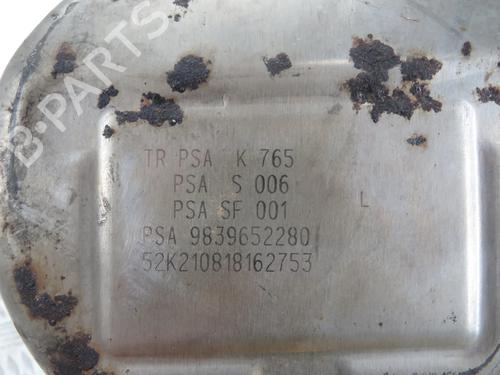 B-PARTS
TR PSA K 765
PSA S 006
PSA SF 001
L
PSA 9839652280
52K210818162753